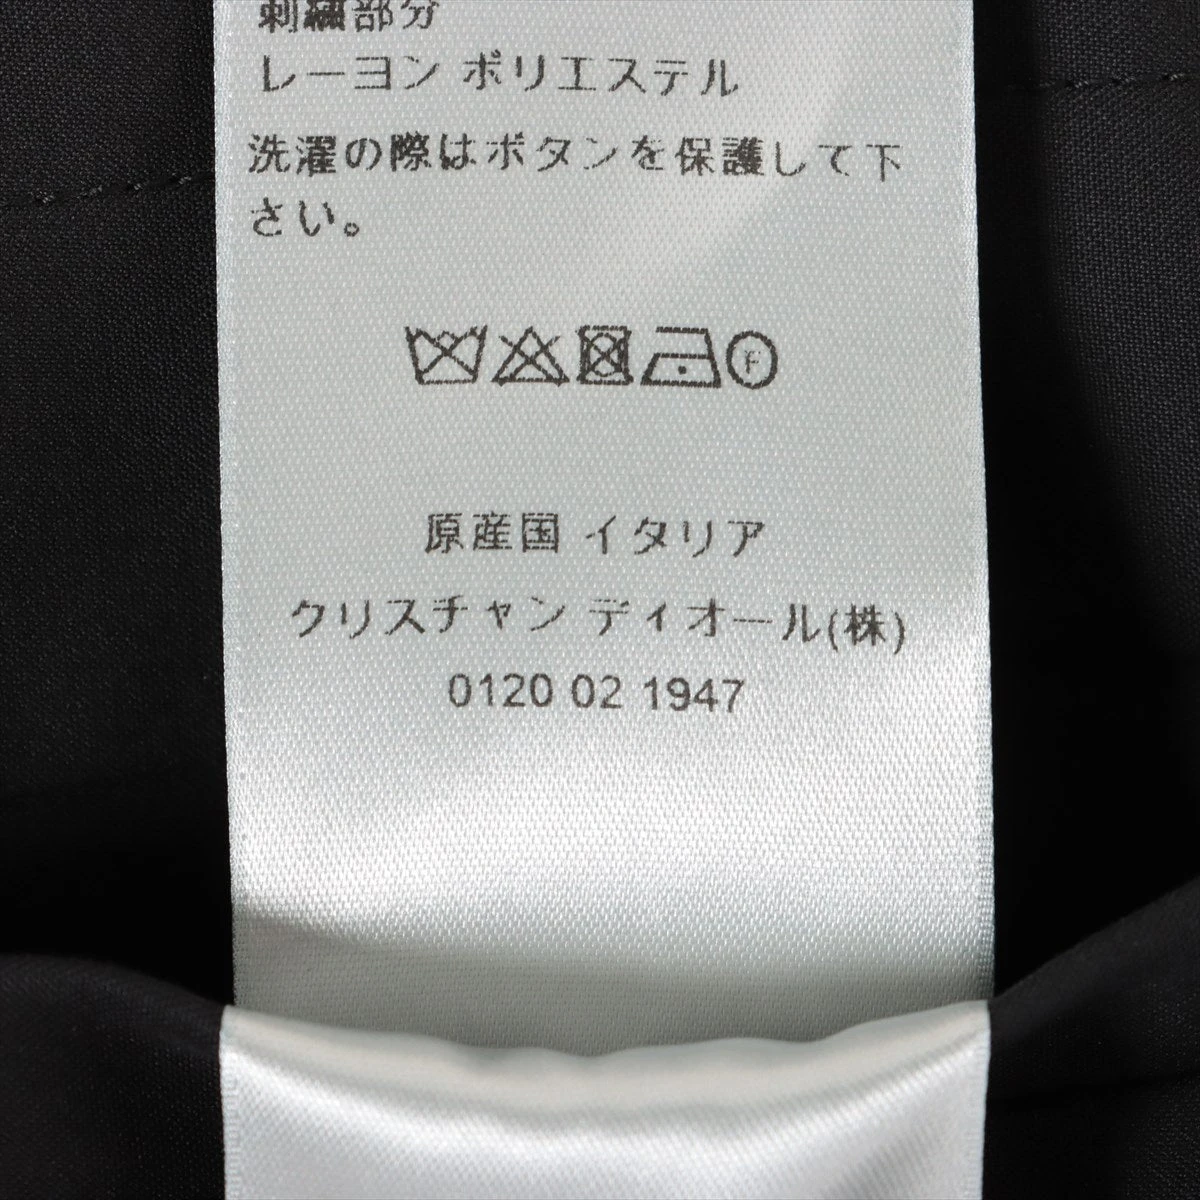 刺繍部分
レーヨン ポリエステル
洗濯の際はボタンを保護して下
さい。
F
原産国 イタリア
クリスチャン ディオール(株)
0120 02 1947